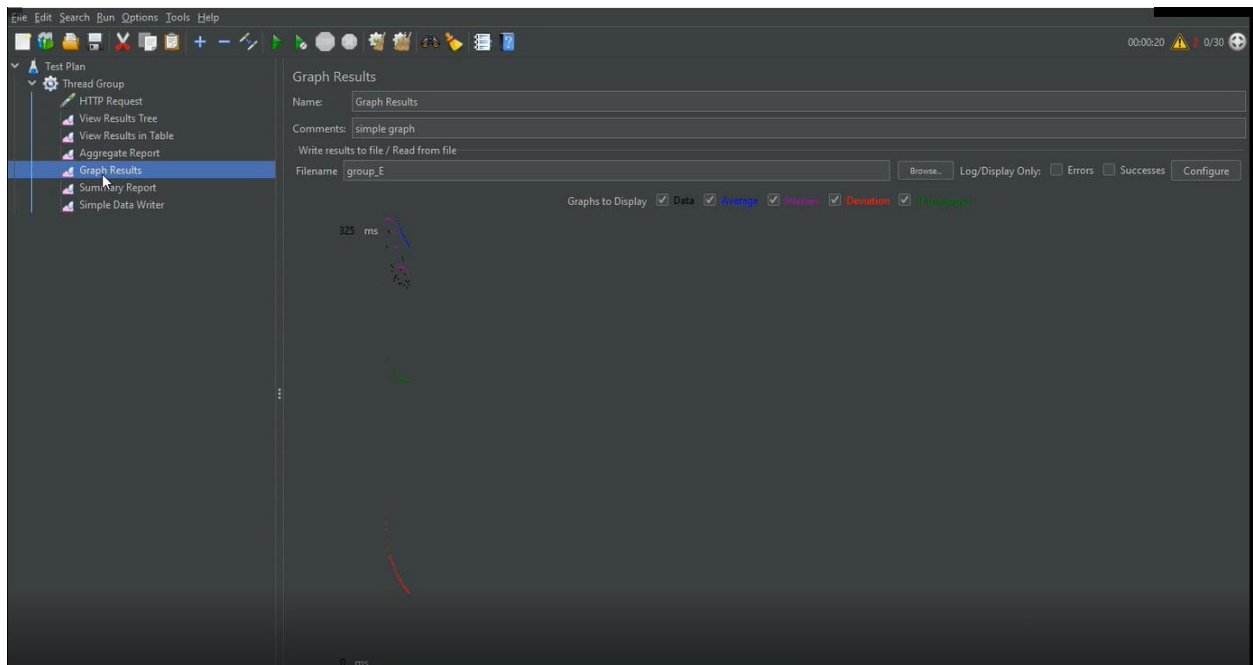 File Edit Search Run Options Tools Help
00:00:20 2 0/30
Test Plan
Thread Group
HTTP Request
View Results Tree
View Results in Table
Aggregate Report
Graph Results
Summary Report
Simple Data Writer
Graph Results
Name: Graph Results
Comments: simple graph
Write results to file / Read from file
Filename group_E Browse... Log/Display Only: Errors Successes Configure
Graphs to Display Data Average Median Deviation Throughput
325 ms
0 ms